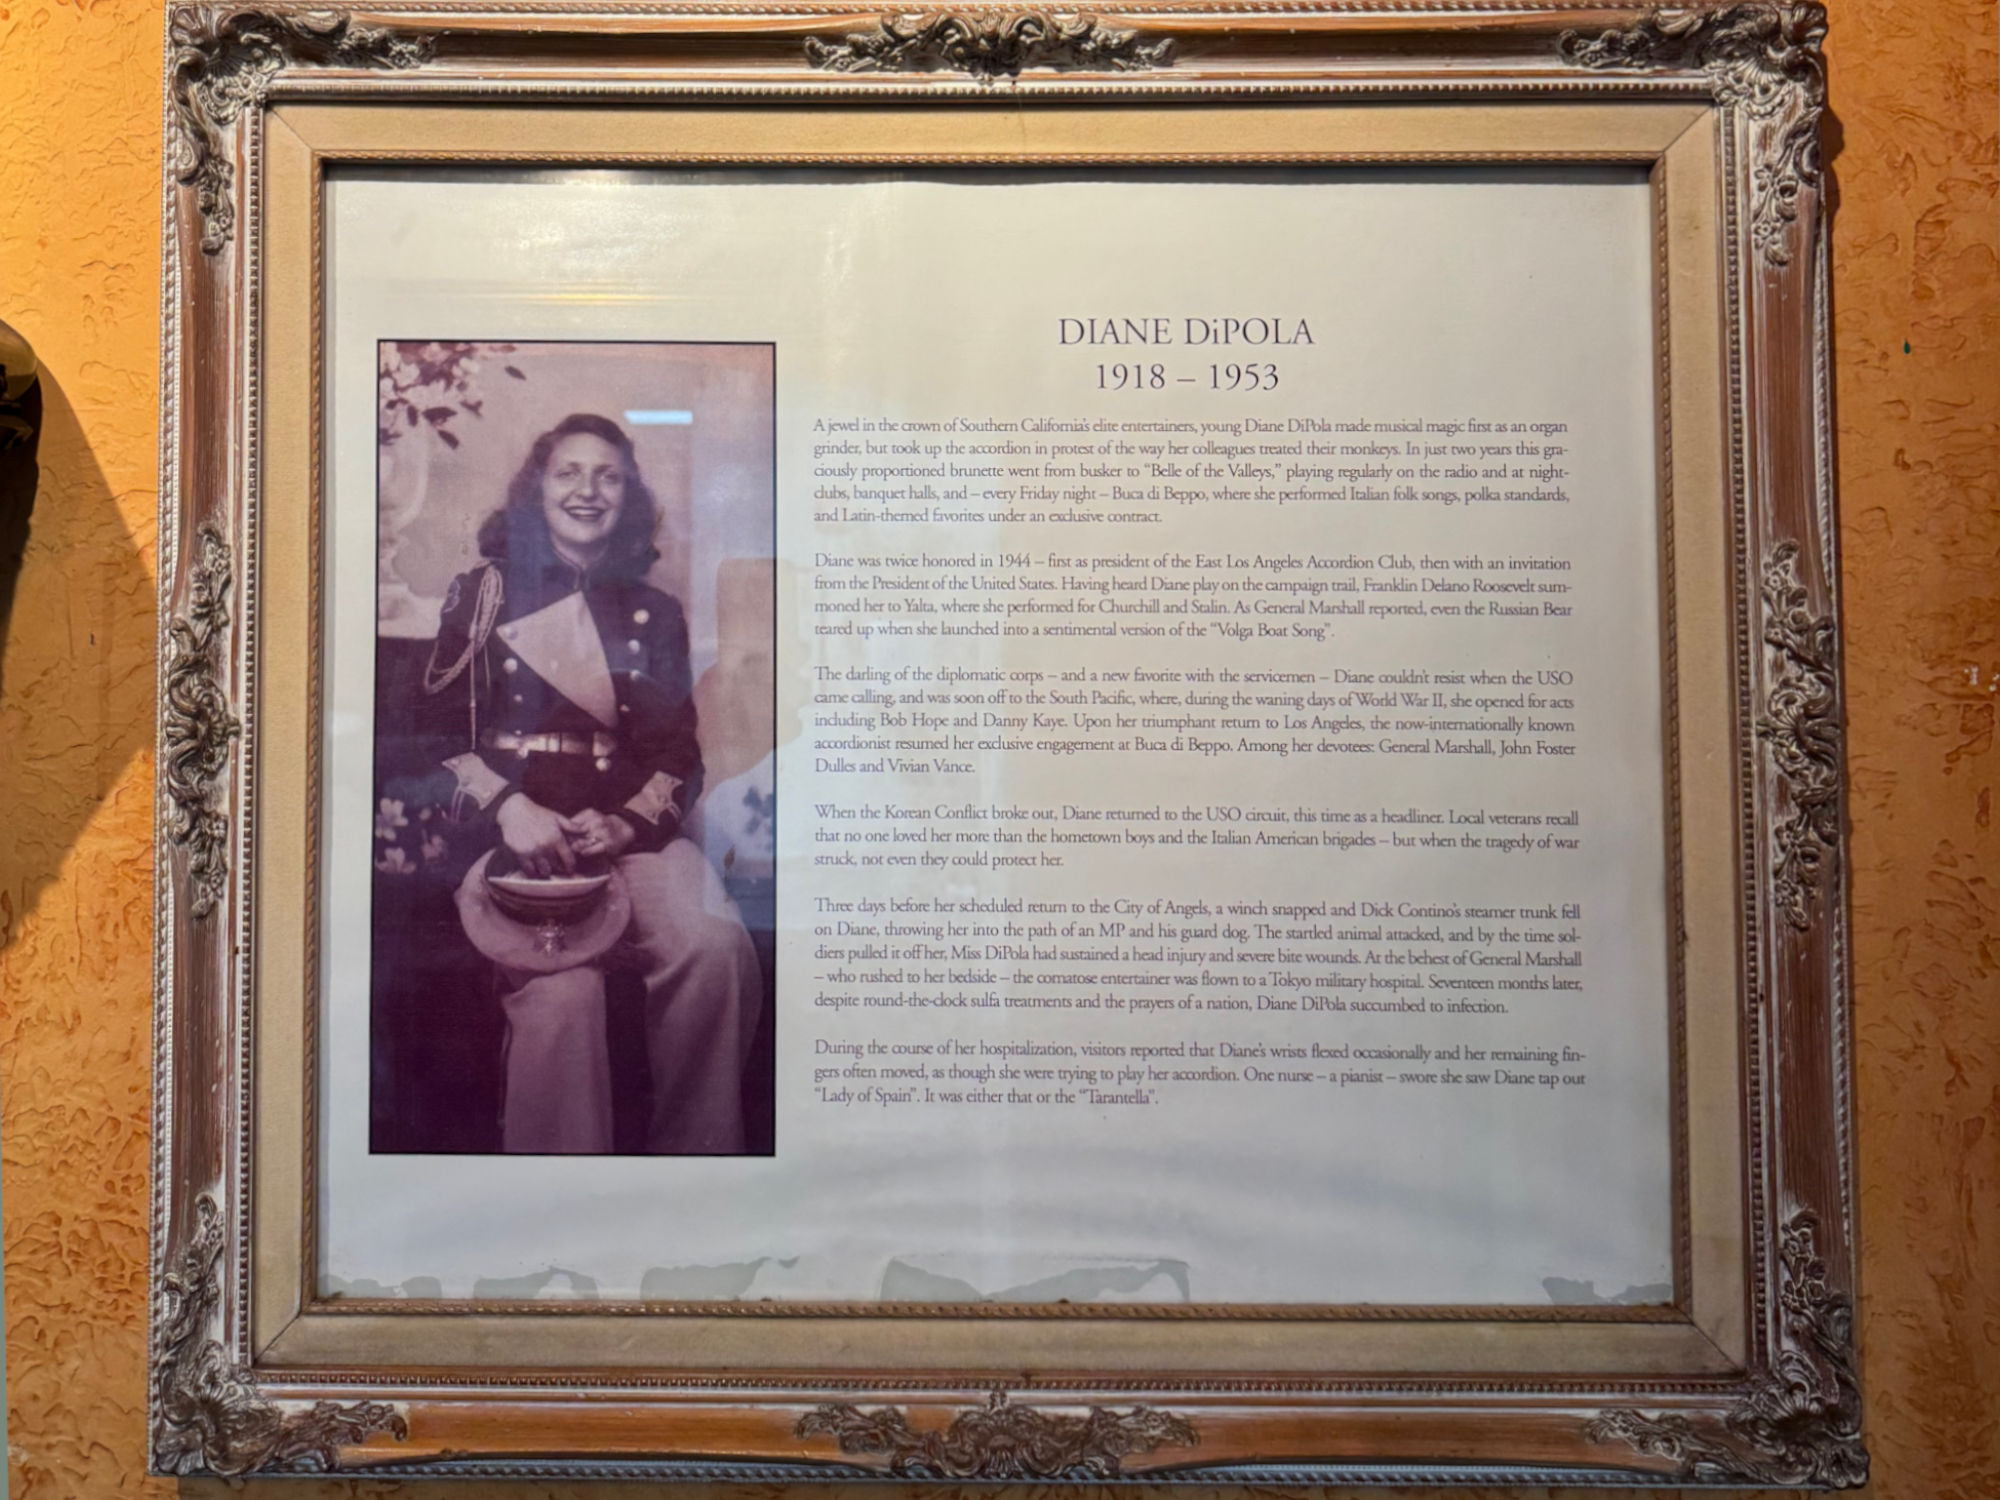 DIANE DiPOLA
1918 – 1953
A jewel in the crown of Southern California's elite entertainers, young Diane DiPola made musical magic first as an organ
grinder, but took up the accordion in protest of the way her colleagues treated their monkeys. In just two years this gra-
ciously proportioned brunette went from busker to “Belle of the Valleys,” playing regularly on the radio and at night-
clubs, banquet halls, and – every Friday night – Buca di Beppo, where she performed Italian folk songs, polka standards,
and Latin-themed favorites under an exclusive contract.
Diane was twice honored in 1944 – first as president of the East Los Angeles Accordion Club, then with an invitation
from the President of the United States. Having heard Diane play on the campaign trail, Franklin Delano Roosevelt sum-
moned her to Yalta, where she performed for Churchill and Stalin. As General Marshall reported, even the Russian Bear
teared up when she launched into a sentimental version of the “Volga Boat Song”.
The darling of the diplomatic corps – and a new favorite with the servicemen – Diane couldn't resist when the USO
came calling, and was soon off to the South Pacific, where, during the waning days of World War II, she opened for acts
including Bob Hope and Danny Kaye. Upon her triumphant return to Los Angeles, the now-internationally known
accordionist resumed her exclusive engagement at Buca di Beppo. Among her devotees: General Marshall, John Foster
Dulles and Vivian Vance.
When the Korean Conflict broke out, Diane returned to the USO circuit, this time as a headliner. Local veterans recall
that no one loved her more than the hometown boys and the Italian American brigades – but when the tragedy of war
struck, not even they could protect her.
Three days before her scheduled return to the City of Angels, a winch snapped and Dick Contino's steamer trunk fell
on Diane, throwing her into the path of an MP and his guard dog. The startled animal attacked, and by the time sol-
diers pulled it off her, Miss DiPola had sustained a head injury and severe bite wounds. At the behest of General Marshall
– who rushed to her bedside – the comatose entertainer was flown to a Tokyo military hospital. Seventeen months later,
despite round-the-clock sulfa treatments and the prayers of a nation, Diane DiPola succumbed to infection.
During the course of her hospitalization, visitors reported that Diane's wrists flexed occasionally and her remaining fin-
gers often moved, as though she were trying to play her accordion. One nurse – a pianist – swore she saw Diane tap out
“Lady of Spain”. It was either that or the “Tarantella”.